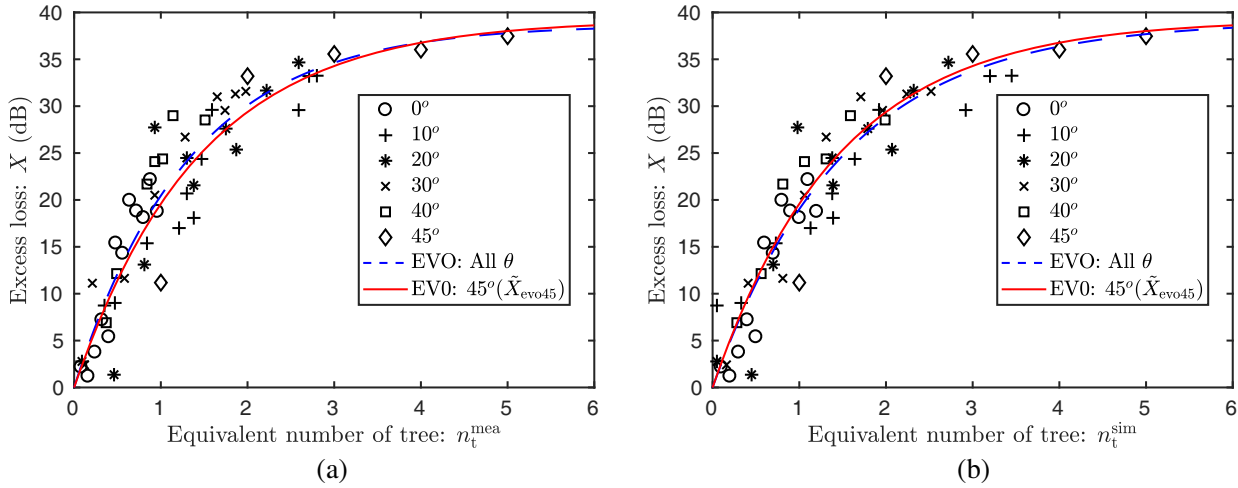 40
35
30
25
20
15
10
5
0
Excess loss: X (dB)
0 1 2 3 4 5 6
Equivalent number of tree: n_t^mea
0°
10°
20°
30°
40°
45°
EVO: All θ
EV0: 45°(X̃_evo45)
(a)
40
35
30
25
20
15
10
5
0
Excess loss: X (dB)
0 1 2 3 4 5 6
Equivalent number of tree: n_t^sim
0°
10°
20°
30°
40°
45°
EVO: All θ
EV0: 45°(X̃_evo45)
(b)